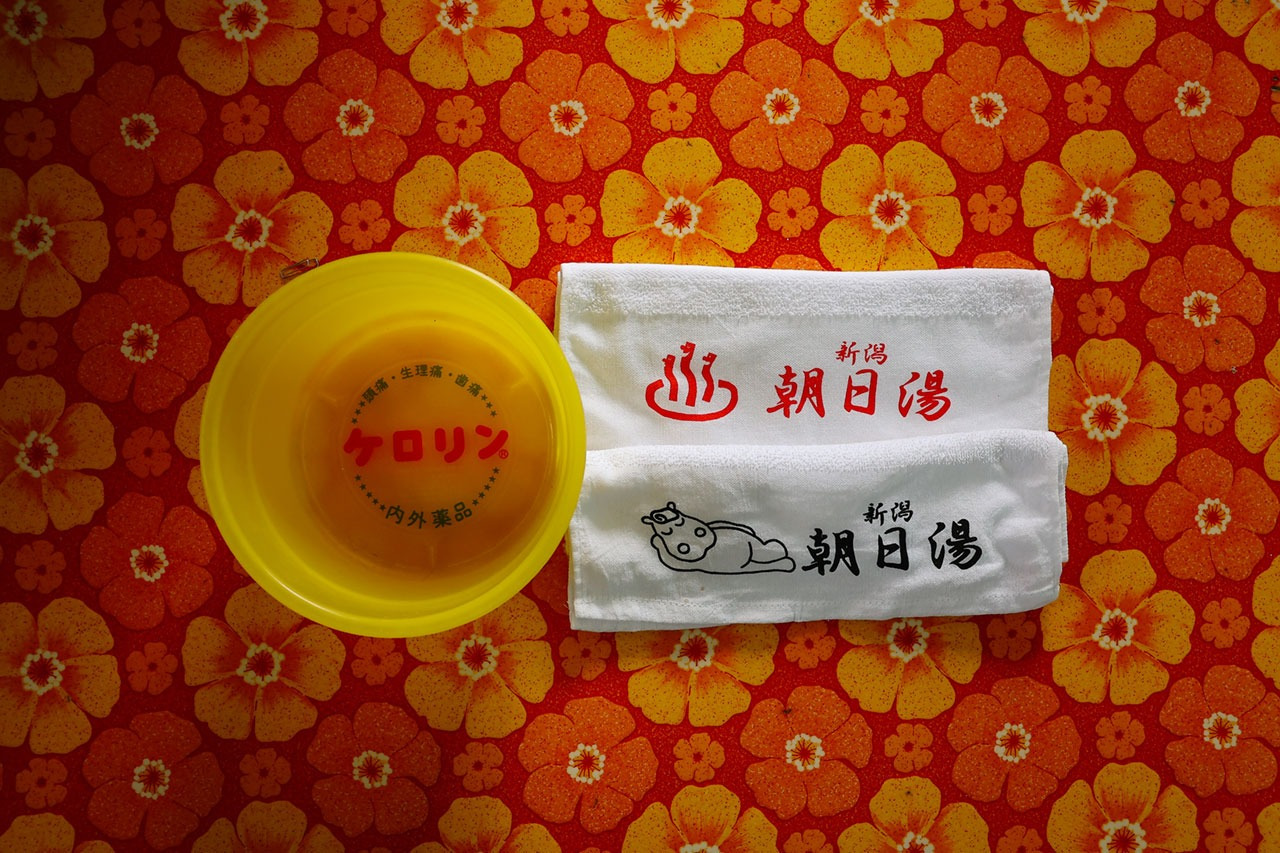 頭痛・生理痛・歯痛
ケロリン®
内外薬品
新潟
朝日湯
新潟
朝日湯